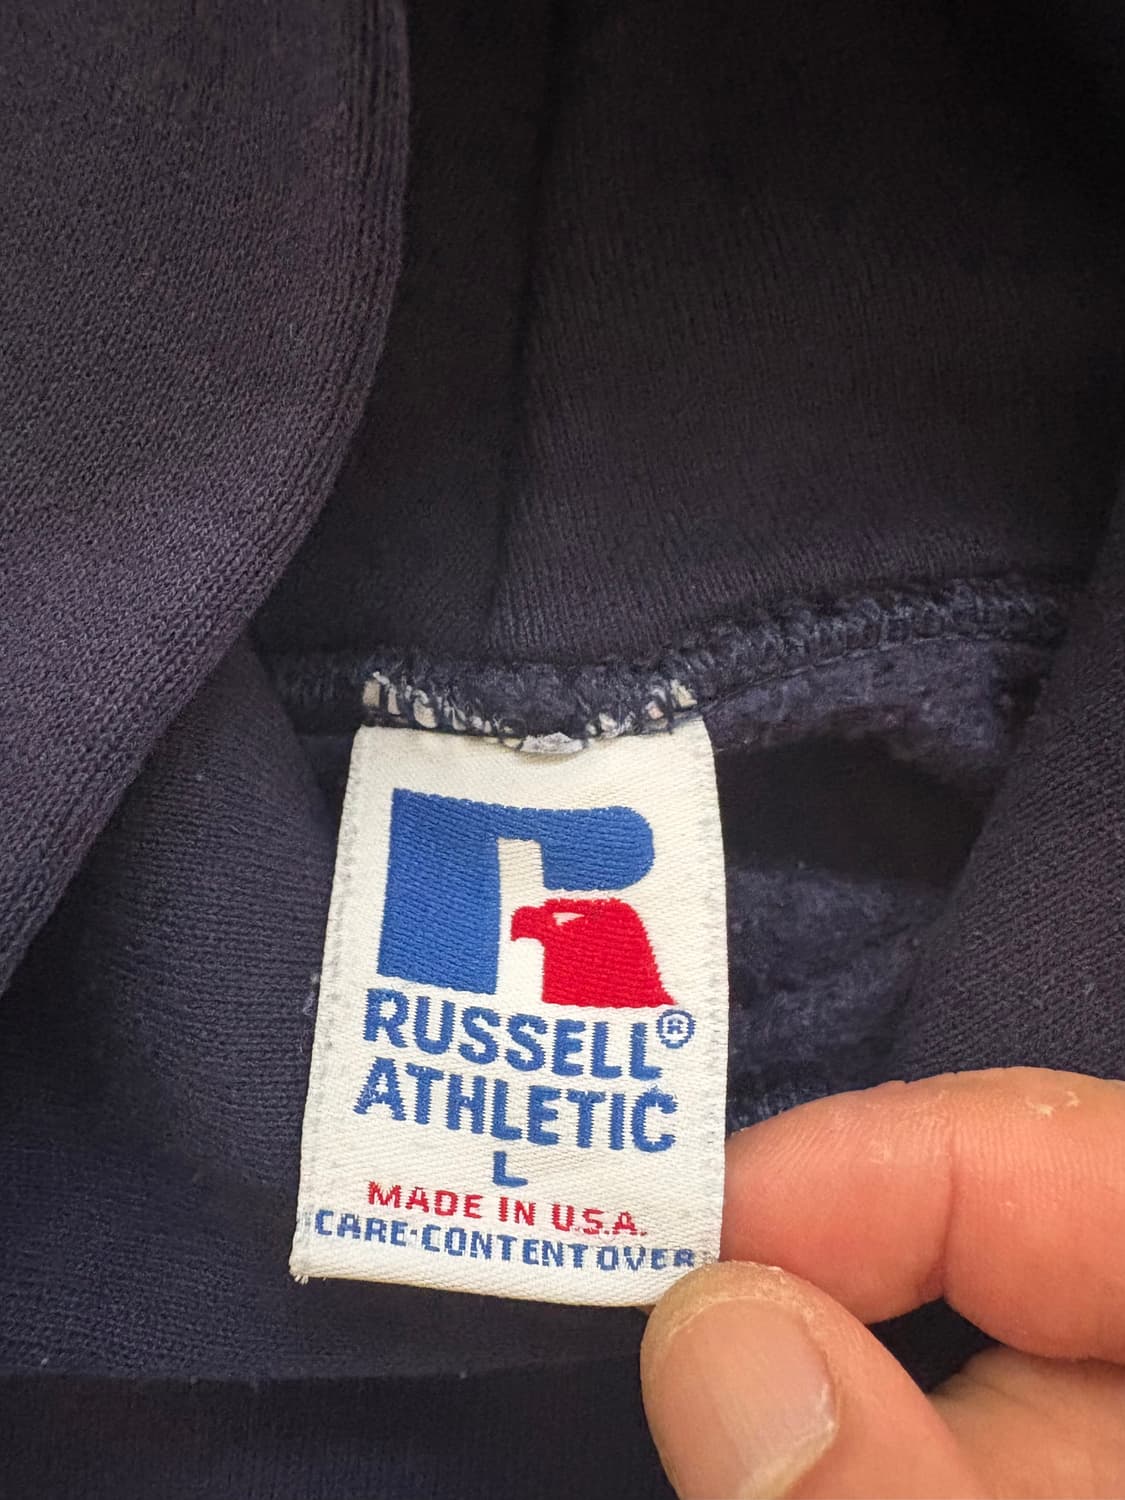 RUSSELL®
ATHLETIC
L
MADE IN U.S.A.
CARE·CONTENT OVER